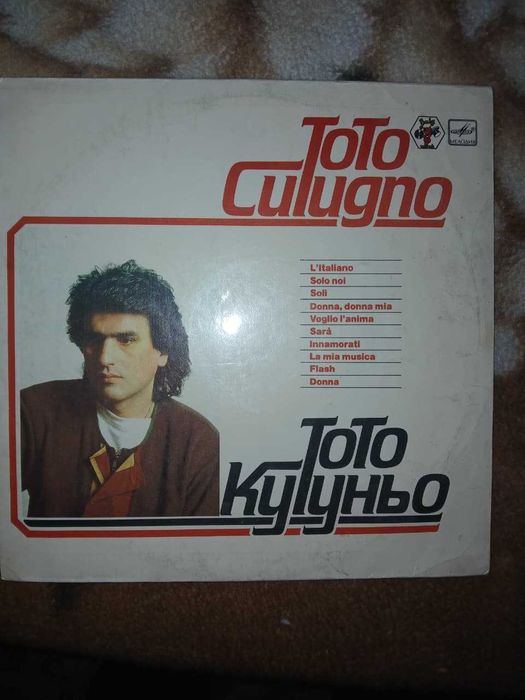 Toto
Cutugno
МЕЛОДИЯ
L'Italiano
Solo noi
Soli
Donna, donna mia
Voglio l'anima
Sarà
Innamorati
La mia musica
Flash
Donna
Тото
Кутуньо